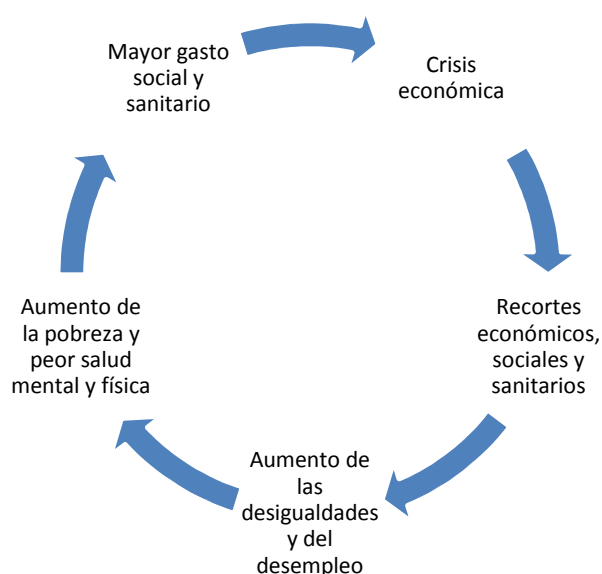 Mayor gasto
social y
sanitario
Crisis
económica
Recortes
económicos,
sociales y
sanitarios
Aumento de
las
desigualdades
y del
desempleo
Aumento de
la pobreza y
peor salud
mental y física